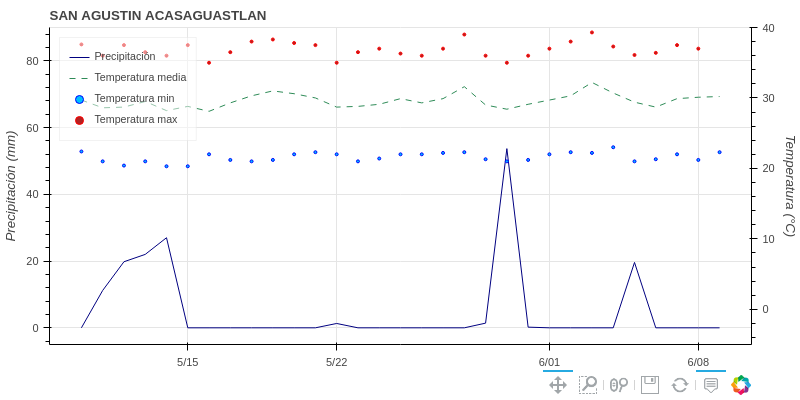 SAN AGUSTIN ACASAGUASTLAN
Precipitación
Temperatura media
Temperatura min
Temperatura max
Precipitación (mm)
80
60
40
20
0
Temperatura (°C)
40
30
20
10
0
5/15
5/22
6/01
6/08